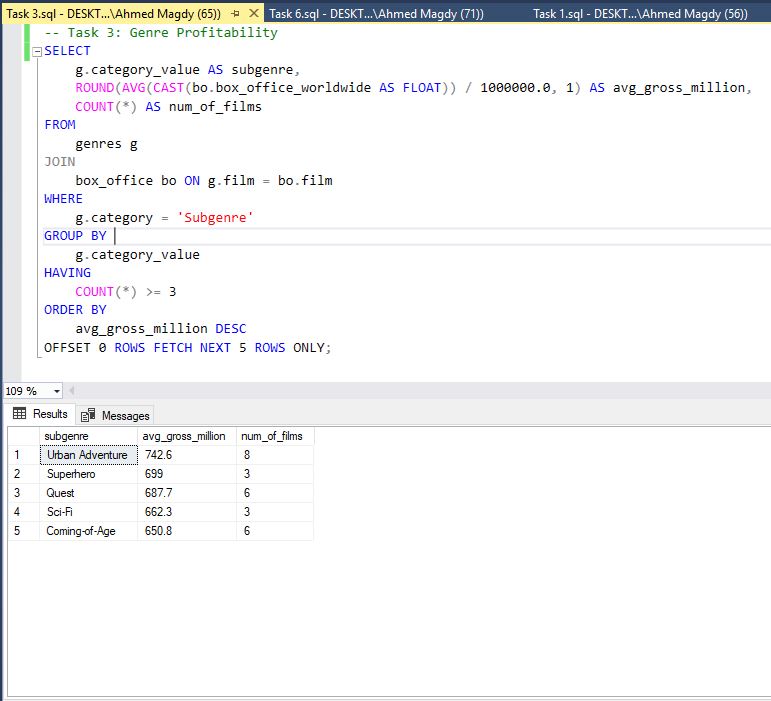 Task 3.sql - DESKT...\Ahmed Magdy (65)) Task 6.sql - DESKT...\Ahmed Magdy (71)) Task 1.sql - DESKT...\Ahmed Magdy (56))
-- Task 3: Genre Profitability
SELECT
g.category_value AS subgenre,
ROUND(AVG(CAST(bo.box_office_worldwide AS FLOAT)) / 1000000.0, 1) AS avg_gross_million,
COUNT(*) AS num_of_films
FROM
genres g
JOIN
box_office bo ON g.film = bo.film
WHERE
g.category = 'Subgenre'
GROUP BY
g.category_value
HAVING
COUNT(*) >= 3
ORDER BY
avg_gross_million DESC
OFFSET 0 ROWS FETCH NEXT 5 ROWS ONLY;
109 %
Results Messages
subgenre avg_gross_million num_of_films
1 Urban Adventure 742.6 8
2 Superhero 699 3
3 Quest 687.7 6
4 Sci-Fi 662.3 3
5 Coming-of-Age 650.8 6